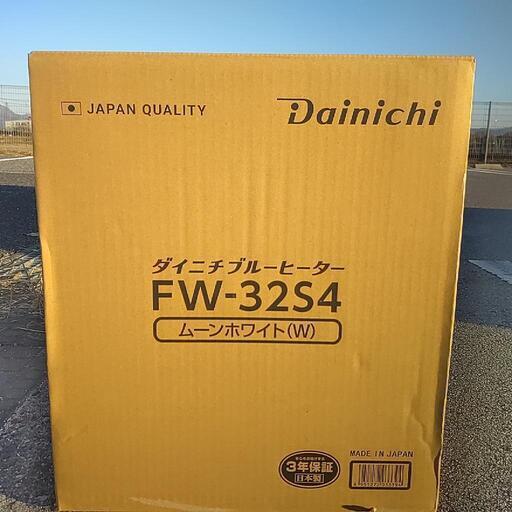 JAPAN QUALITY
Dainichi
ダイニチブルーヒーター
FW-32S4
ムーンホワイト(W)
3年保証
日本製
MADE IN JAPAN